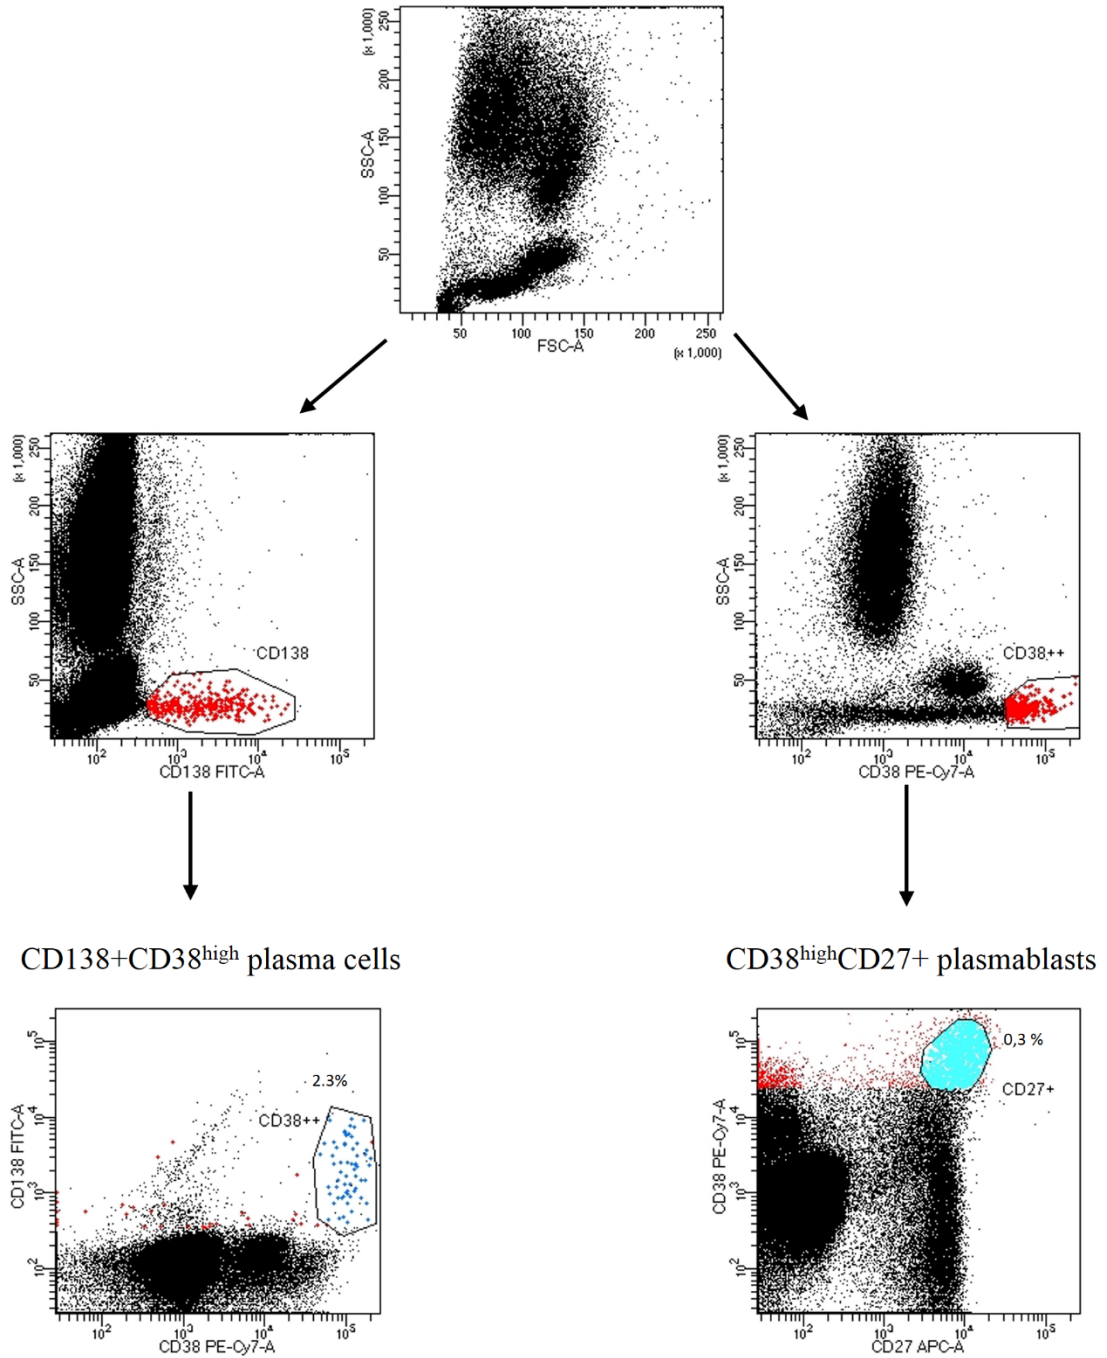 (x 1,000)
250
200
150
100
50
SSC-A
50 100 150 200 250
FSC-A
(x 1,000)
(x 1,000)
250
200
150
100
50
SSC-A
CD138
10² 10³ 10⁴ 10⁵
CD138 FITC-A
(x 1,000)
250
200
150
100
50
SSC-A
CD38++
10² 10³ 10⁴ 10⁵
CD38 PE-Cy7-A
CD138+CD38ʰⁱᵍʰ plasma cells
CD38ʰⁱᵍʰCD27+ plasmablasts
10⁵
10⁴
10³
10²
CD138 FITC-A
2.3%
CD38++
10² 10³ 10⁴ 10⁵
CD38 PE-Cy7-A
10⁵
10⁴
10³
10²
CD38 PE-Cy7-A
0,3 %
CD27+
10² 10³ 10⁴ 10⁵
CD27 APC-A